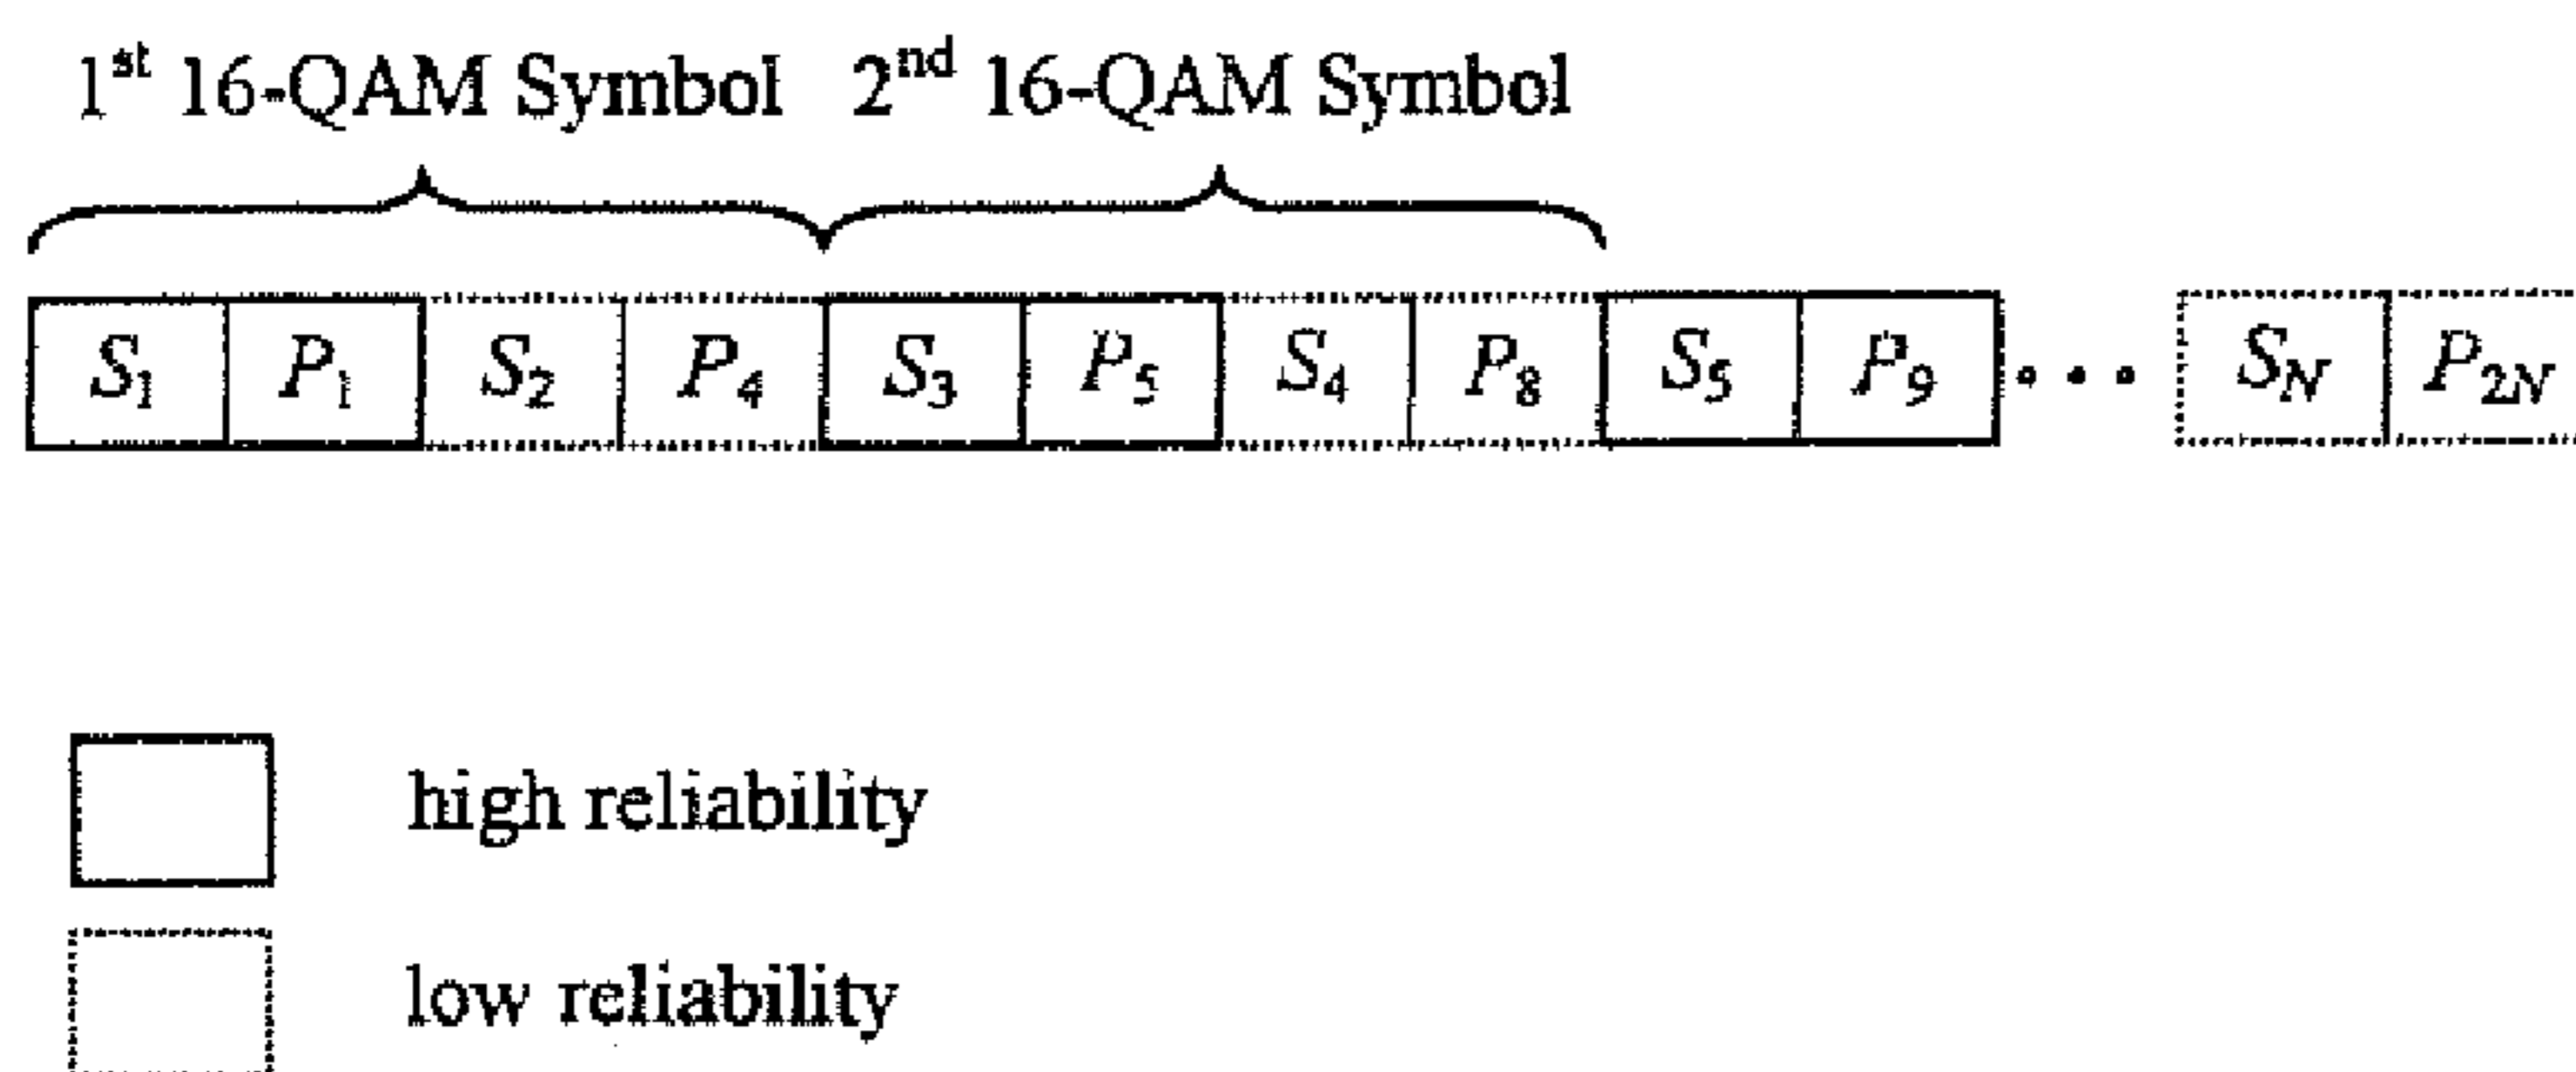 1st 16-QAM Symbol 2nd 16-QAM Symbol
S1 P1 S2 P4 S3 P5 S4 P8 S5 P9 • • • SN P2N
high reliability
low reliability